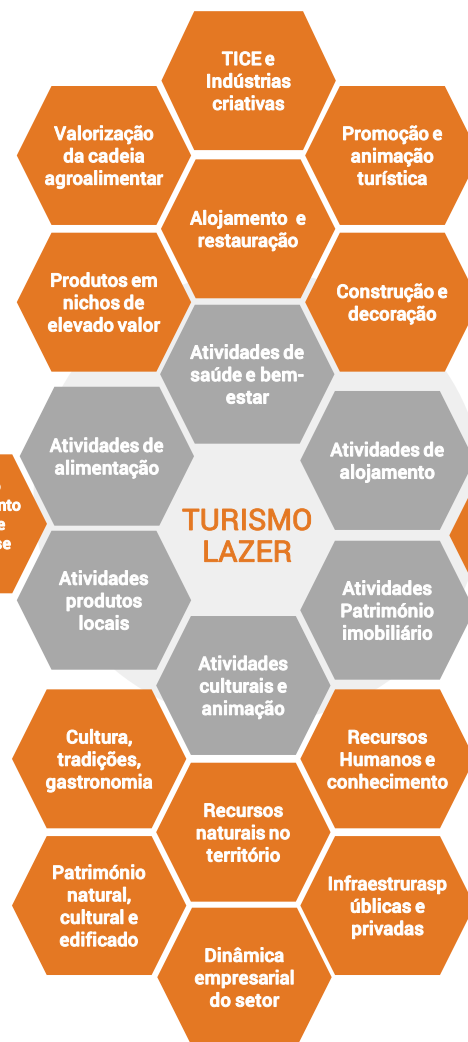 TICE e
Indústrias
criativas
Valorização
da cadeia
agroalimentar
Promoção e
animação
turística
Alojamento e
restauração
Produtos em
nichos de
elevado valor
Construção e
decoração
Atividades de
saúde e bem-
estar
Atividades de
alimentação
Atividades de
alojamento
nto
e
se
TURISMO
LAZER
Atividades
produtos
locais
Atividades
Património
imobiliário
Atividades
culturais e
animação
Cultura,
tradições,
gastronomia
Recursos
Humanos e
conhecimento
Recursos
naturais no
território
Património
natural,
cultural e
edificado
Infraestrurasp
úblicas e
privadas
Dinâmica
empresarial
do setor